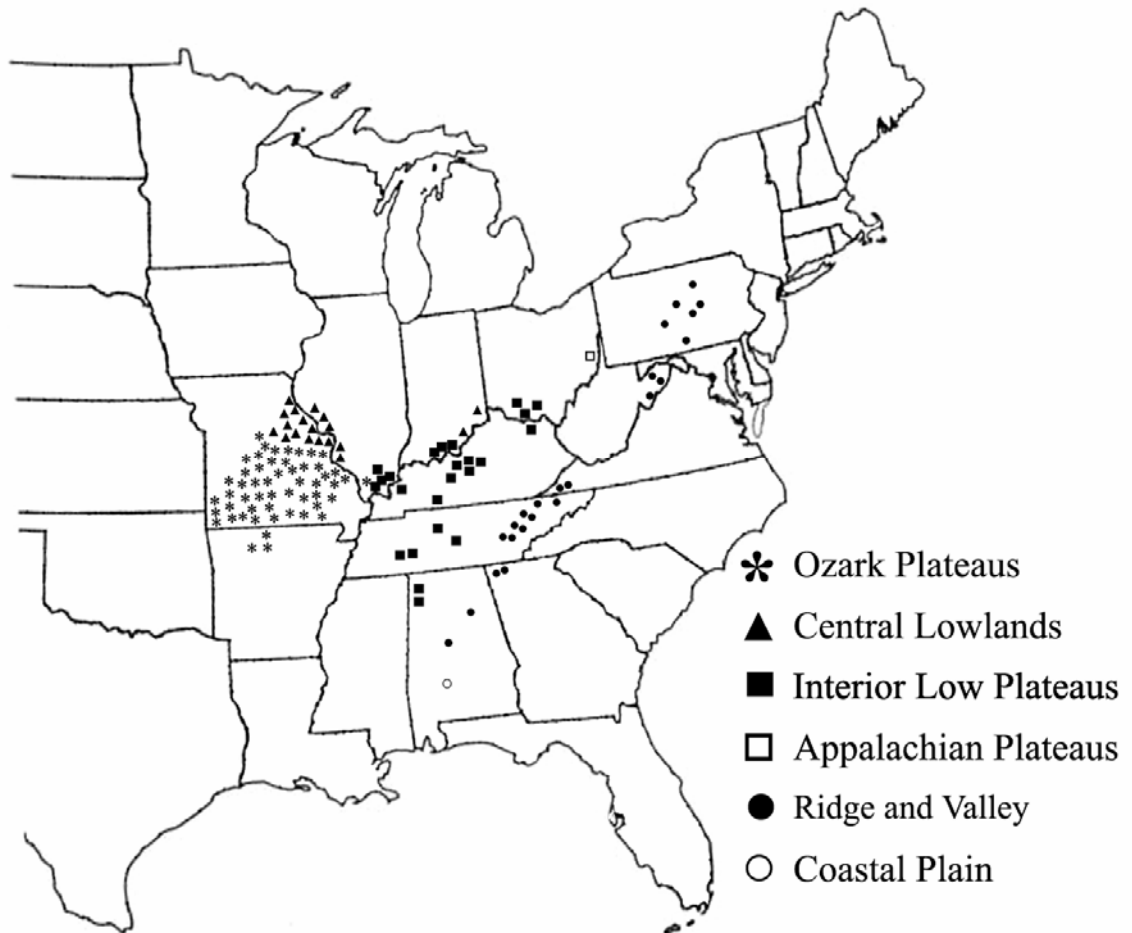 Ozark Plateaus
Central Lowlands
Interior Low Plateaus
Appalachian Plateaus
Ridge and Valley
Coastal Plain